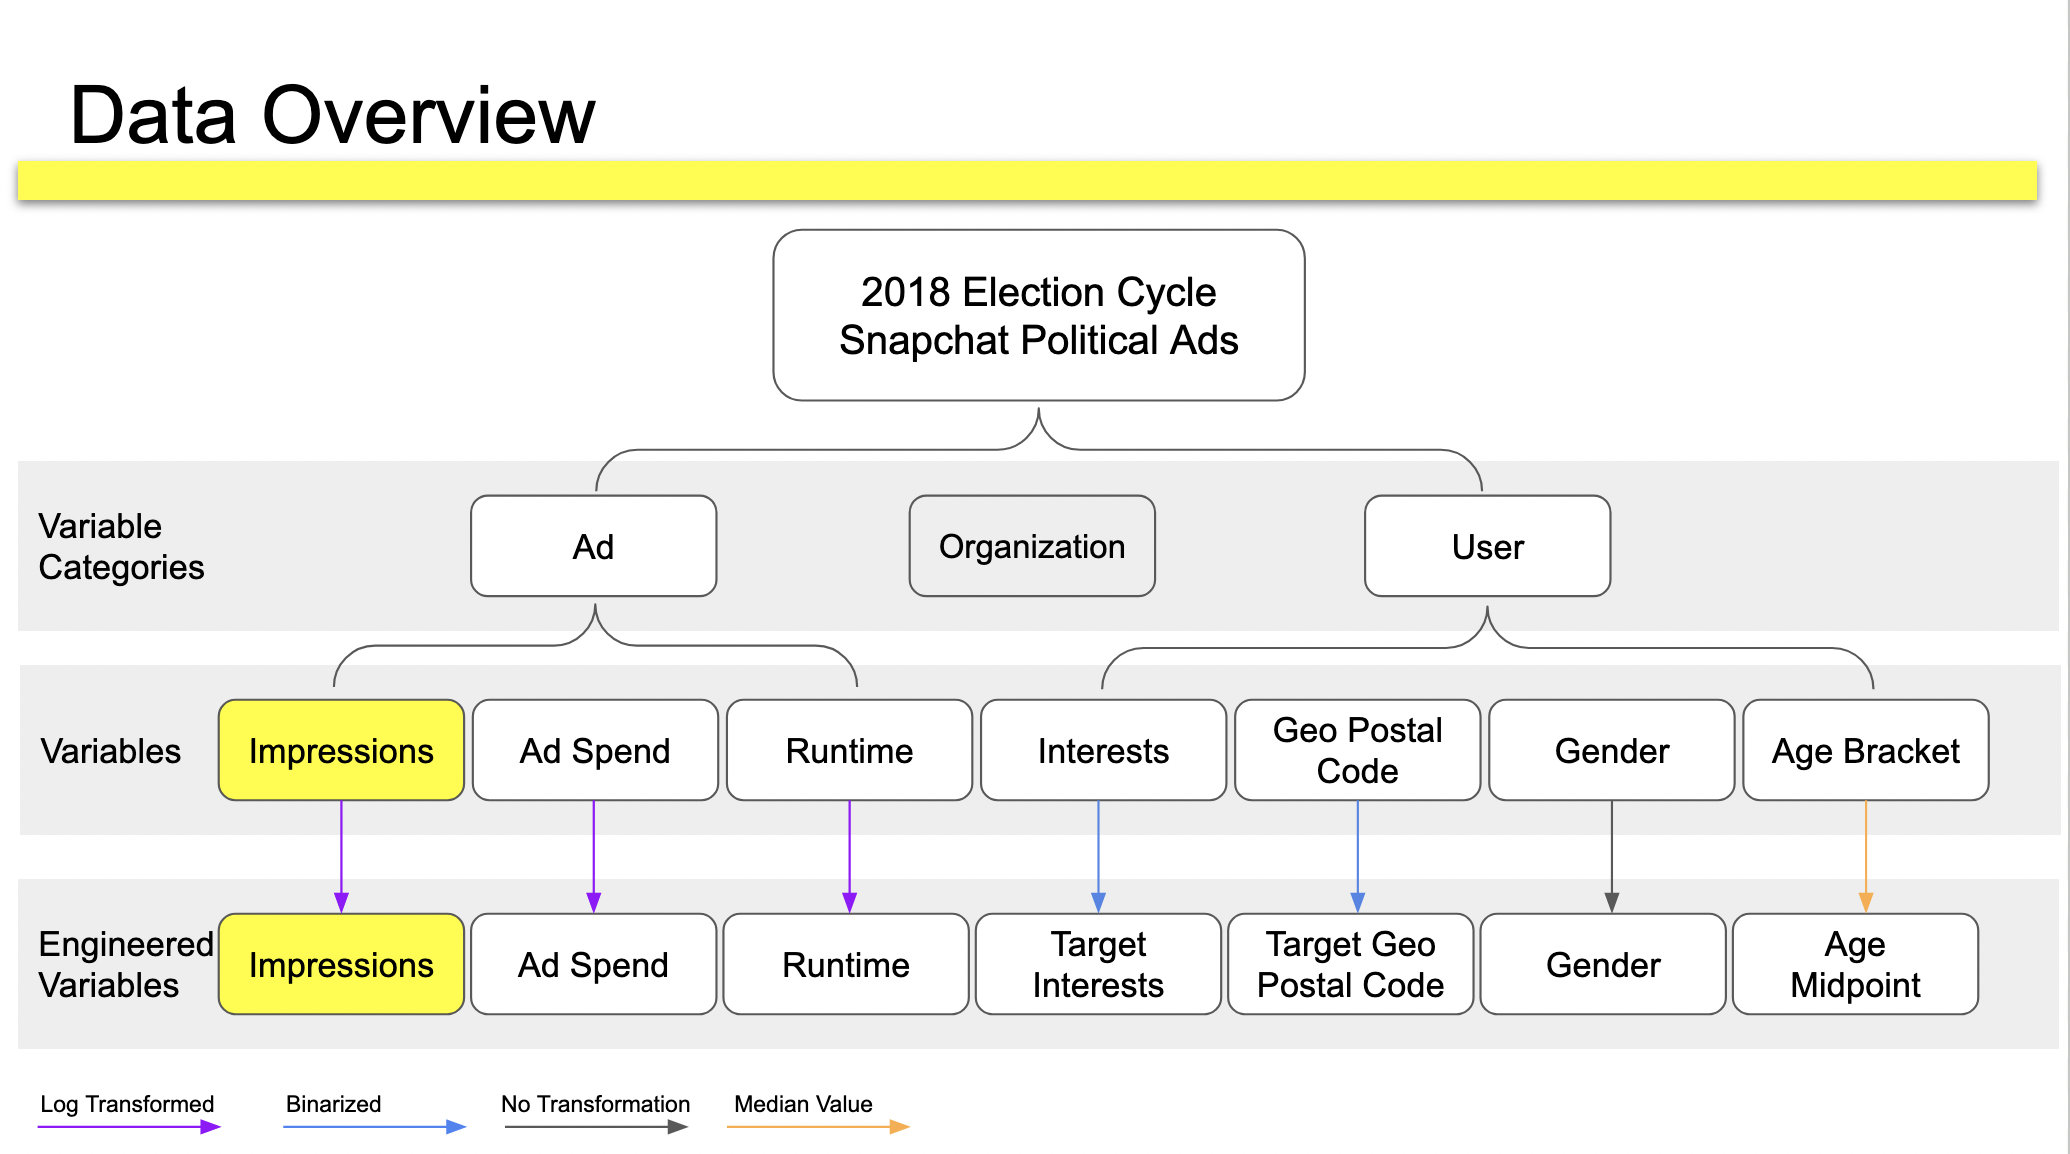 Data Overview
2018 Election Cycle
Snapchat Political Ads
Variable
Categories
Ad
Organization
User
Variables
Impressions
Ad Spend
Runtime
Interests
Geo Postal
Code
Gender
Age Bracket
Engineered
Variables
Impressions
Ad Spend
Runtime
Target
Interests
Target Geo
Postal Code
Gender
Age
Midpoint
Log Transformed
Binarized
No Transformation
Median Value